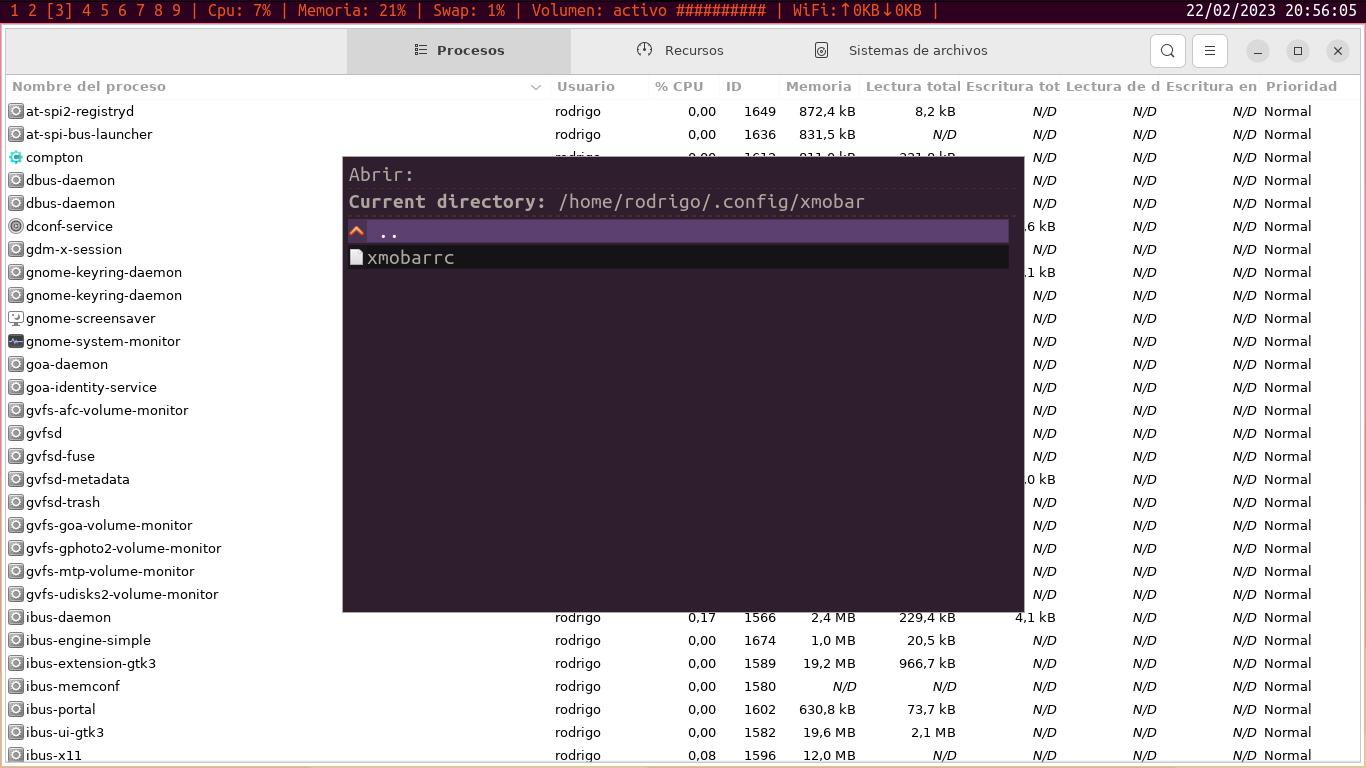 1 2 [3] 4 5 6 7 8 9 | Cpu: 7% | Memoria: 21% | Swap: 1% | Volumen: activo ########## | WiFi:↑0KB↓0KB | 22/02/2023 20:56:05
Procesos Recursos Sistemas de archivos
Nombre del proceso Usuario % CPU ID Memoria Lectura total Escritura tot Lectura de d Escritura en Prioridad
at-spi2-registryd rodrigo 0,00 1649 872,4 kB 8,2 kB N/D N/D N/D Normal
at-spi-bus-launcher rodrigo 0,00 1636 831,5 kB N/D N/D N/D N/D Normal
compton N/D N/D N/D Normal
dbus-daemon N/D N/D N/D Normal
dbus-daemon N/D N/D N/D Normal
dconf-service .6 kB N/D N/D Normal
gdm-x-session N/D N/D N/D Normal
gnome-keyring-daemon .1 kB N/D N/D Normal
gnome-keyring-daemon N/D N/D N/D Normal
gnome-screensaver N/D N/D N/D Normal
gnome-system-monitor N/D N/D N/D Normal
goa-daemon N/D N/D N/D Normal
goa-identity-service N/D N/D N/D Normal
gvfs-afc-volume-monitor N/D N/D N/D Normal
gvfsd N/D N/D N/D Normal
gvfsd-fuse N/D N/D N/D Normal
gvfsd-metadata .0 kB N/D N/D Normal
gvfsd-trash N/D N/D N/D Normal
gvfs-goa-volume-monitor N/D N/D N/D Normal
gvfs-gphoto2-volume-monitor N/D N/D N/D Normal
gvfs-mtp-volume-monitor N/D N/D N/D Normal
gvfs-udisks2-volume-monitor N/D N/D N/D Normal
ibus-daemon rodrigo 0,17 1566 2,4 MB 229,4 kB 4,1 kB N/D N/D Normal
ibus-engine-simple rodrigo 0,00 1674 1,0 MB 20,5 kB N/D N/D N/D Normal
ibus-extension-gtk3 rodrigo 0,00 1589 19,2 MB 966,7 kB N/D N/D N/D Normal
ibus-memconf rodrigo 0,00 1580 N/D N/D N/D N/D N/D Normal
ibus-portal rodrigo 0,00 1602 630,8 kB 73,7 kB N/D N/D N/D Normal
ibus-ui-gtk3 rodrigo 0,00 1582 19,6 MB 2,1 MB N/D N/D N/D Normal
ibus-x11 rodrigo 0,08 1596 12,0 MB N/D N/D N/D N/D Normal
Abrir:
Current directory: /home/rodrigo/.config/xmobar
..
xmobarrc